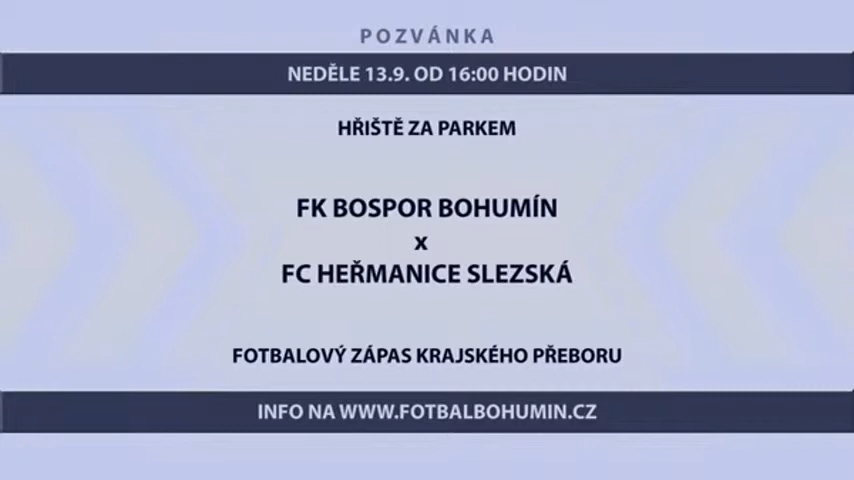 POZVÁNKA
NEDĚLE 13.9. OD 16:00 HODIN
HŘIŠTĚ ZA PARKEM
FK BOSPOR BOHUMÍN
x
FC HEŘMANICE SLEZSKÁ
FOTBALOVÝ ZÁPAS KRAJSKÉHO PŘEBORU
INFO NA WWW.FOTBALBOHUMIN.CZ